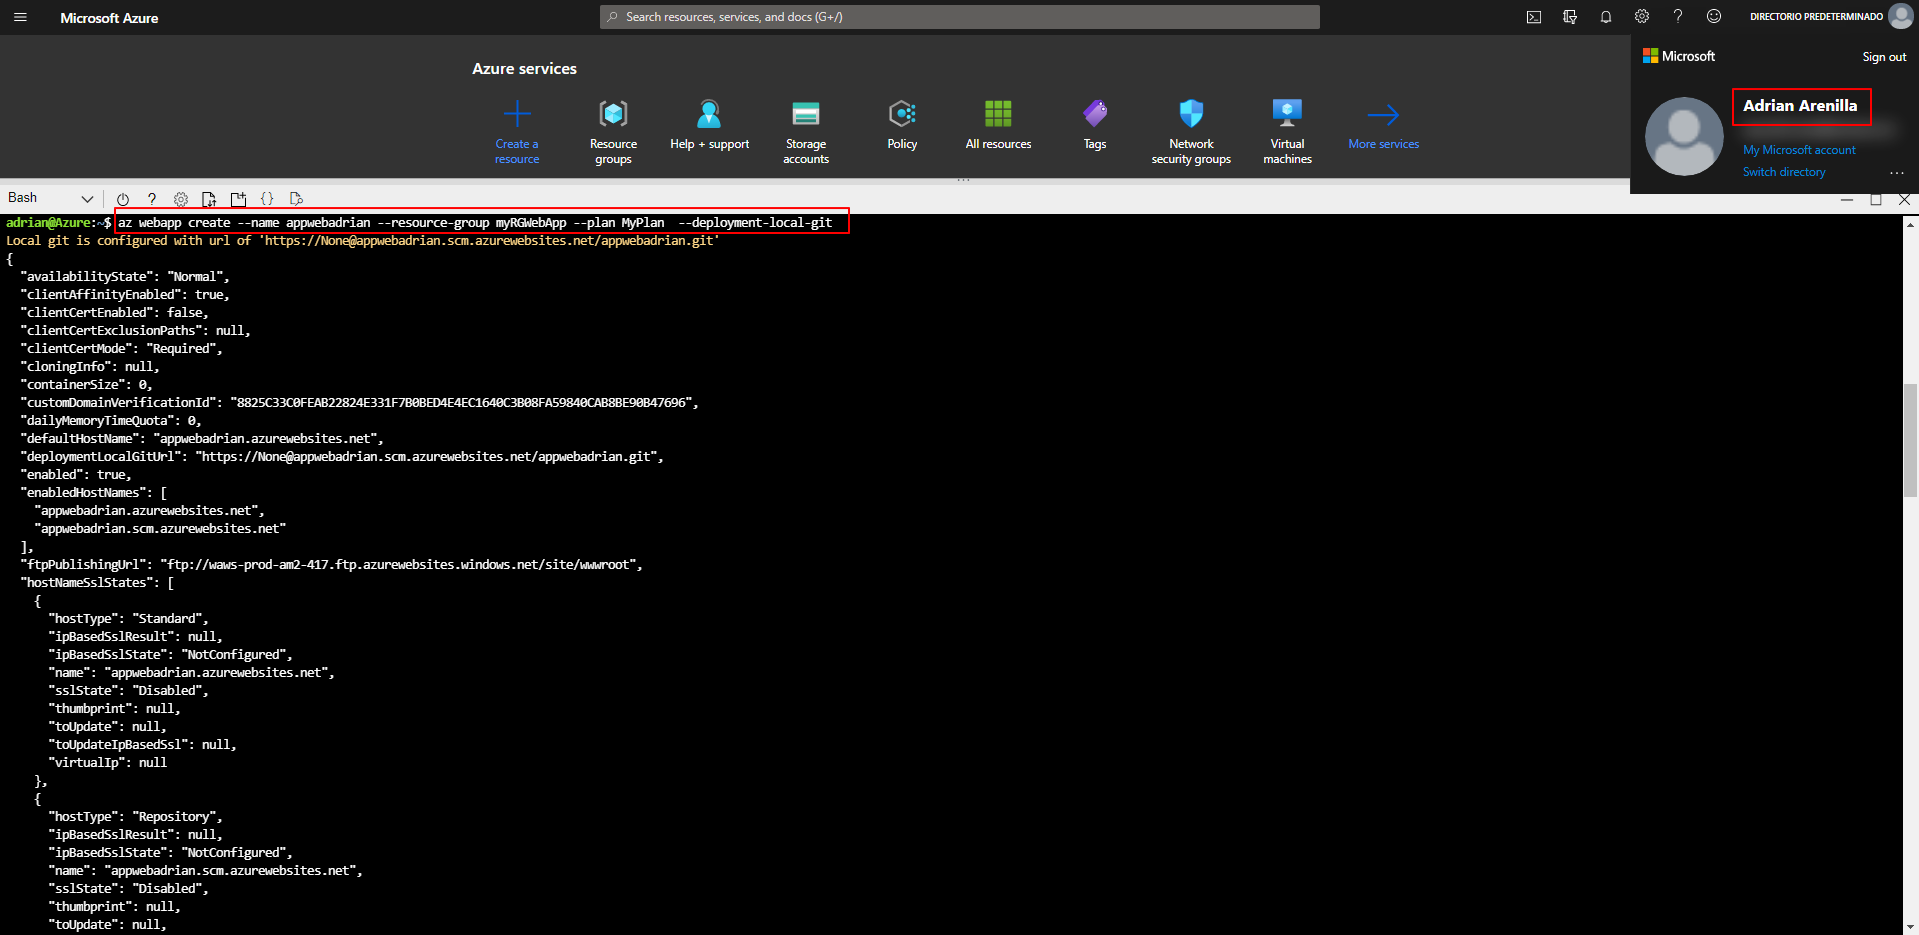 Microsoft Azure
Search resources, services, and docs (G+/)
DIRECTORIO PREDETERMINADO
Microsoft
Sign out
Adrian Arenilla
My Microsoft account
Switch directory
...
Azure services
Create a resource
Resource groups
Help + support
Storage accounts
Policy
All resources
Tags
Network security groups
Virtual machines
More services
Bash
adrian@Azure:~$ az webapp create --name appwebadrian --resource-group myRGWebApp --plan MyPlan  --deployment-local-git
Local git is configured with url of 'https://None@appwebadrian.scm.azurewebsites.net/appwebadrian.git'
{
  "availabilityState": "Normal",
  "clientAffinityEnabled": true,
  "clientCertEnabled": false,
  "clientCertExclusionPaths": null,
  "clientCertMode": "Required",
  "cloningInfo": null,
  "containerSize": 0,
  "customDomainVerificationId": "8825C33C0FEAB22824E331F7B0BED4E4EC1640C3B08FA59840CAB8BE90B47696",
  "dailyMemoryTimeQuota": 0,
  "defaultHostName": "appwebadrian.azurewebsites.net",
  "deploymentLocalGitUrl": "https://None@appwebadrian.scm.azurewebsites.net/appwebadrian.git",
  "enabled": true,
  "enabledHostNames": [
    "appwebadrian.azurewebsites.net",
    "appwebadrian.scm.azurewebsites.net"
  ],
  "ftpPublishingUrl": "ftp://waws-prod-am2-417.ftp.azurewebsites.windows.net/site/wwwroot",
  "hostNameSslStates": [
    {
      "hostType": "Standard",
      "ipBasedSslResult": null,
      "ipBasedSslState": "NotConfigured",
      "name": "appwebadrian.azurewebsites.net",
      "sslState": "Disabled",
      "thumbprint": null,
      "toUpdate": null,
      "toUpdateIpBasedSsl": null,
      "virtualIp": null
    },
    {
      "hostType": "Repository",
      "ipBasedSslResult": null,
      "ipBasedSslState": "NotConfigured",
      "name": "appwebadrian.scm.azurewebsites.net",
      "sslState": "Disabled",
      "thumbprint": null,
      "toUpdate": null,